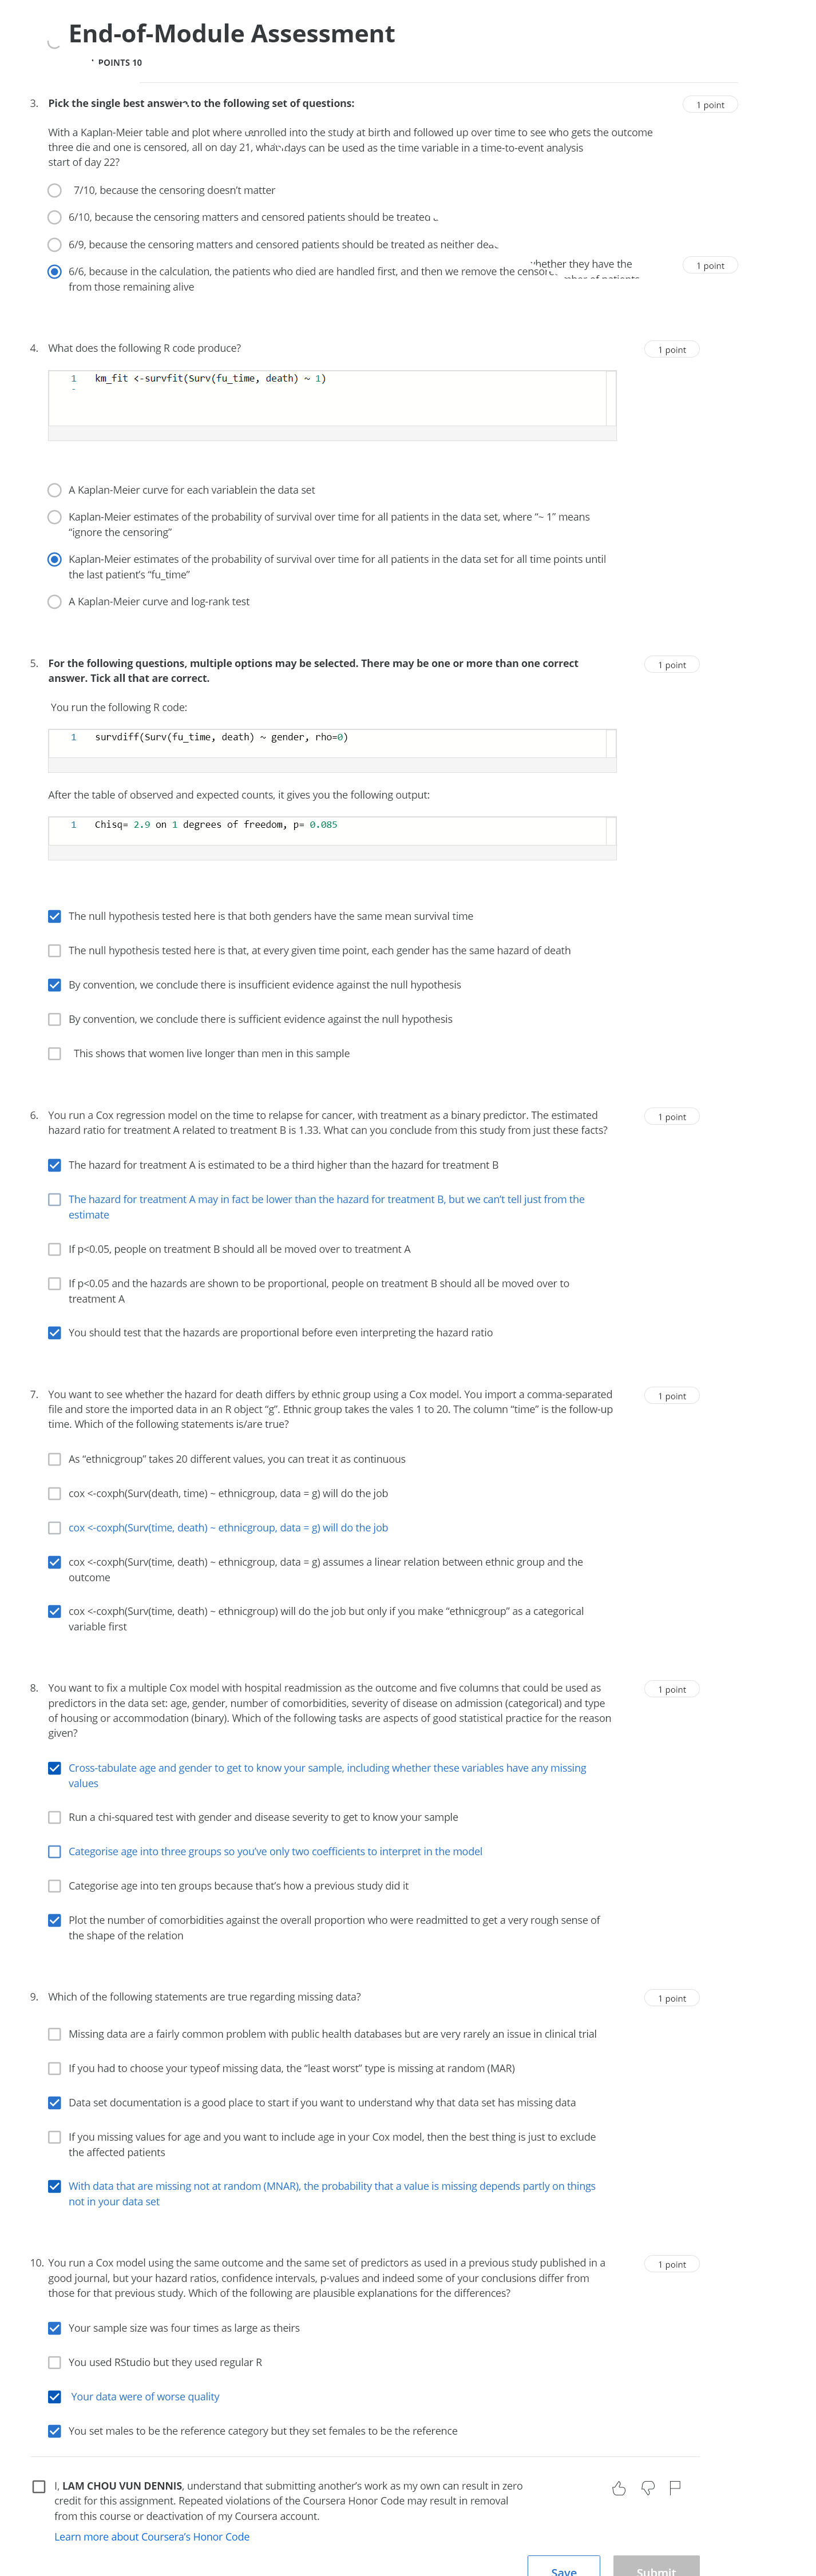 End-of-Module Assessment
POINTS 10
3. Pick the single best answer to the following set of questions:
1 point
With a Kaplan-Meier table and plot where enrolled into the study at birth and followed up over time to see who gets the outcome
three die and one is censored, all on day 21, what days can be used as the time variable in a time-to-event analysis
start of day 22?
7/10, because the censoring doesn't matter
6/10, because the censoring matters and censored patients should be treated
6/9, because the censoring matters and censored patients should be treated as neither
whether they have the
1 point
6/6, because in the calculation, the patients who died are handled first, and then we remove the
from those remaining alive
4. What does the following R code produce?
1 point
1 km_fit <-survfit(Surv(fu_time, death) ~ 1)
A Kaplan-Meier curve for each variablein the data set
Kaplan-Meier estimates of the probability of survival over time for all patients in the data set, where “~ 1” means
“ignore the censoring”
Kaplan-Meier estimates of the probability of survival over time for all patients in the data set for all time points until
the last patient's “fu_time”
A Kaplan-Meier curve and log-rank test
5. For the following questions, multiple options may be selected. There may be one or more than one correct
answer. Tick all that are correct.
1 point
You run the following R code:
1 survdiff(Surv(fu_time, death) ~ gender, rho=0)
After the table of observed and expected counts, it gives you the following output:
1 Chisq= 2.9 on 1 degrees of freedom, p= 0.085
The null hypothesis tested here is that both genders have the same mean survival time
The null hypothesis tested here is that, at every given time point, each gender has the same hazard of death
By convention, we conclude there is insufficient evidence against the null hypothesis
By convention, we conclude there is sufficient evidence against the null hypothesis
This shows that women live longer than men in this sample
6. You run a Cox regression model on the time to relapse for cancer, with treatment as a binary predictor. The estimated
hazard ratio for treatment A related to treatment B is 1.33. What can you conclude from this study from just these facts?
1 point
The hazard for treatment A is estimated to be a third higher than the hazard for treatment B
The hazard for treatment A may in fact be lower than the hazard for treatment B, but we can't tell just from the
estimate
If p<0.05, people on treatment B should all be moved over to treatment A
If p<0.05 and the hazards are shown to be proportional, people on treatment B should all be moved over to
treatment A
You should test that the hazards are proportional before even interpreting the hazard ratio
7. You want to see whether the hazard for death differs by ethnic group using a Cox model. You import a comma-separated
file and store the imported data in an R object “g”. Ethnic group takes the vales 1 to 20. The column “time” is the follow-up
time. Which of the following statements is/are true?
1 point
As “ethnicgroup” takes 20 different values, you can treat it as continuous
cox <-coxph(Surv(death, time) ~ ethnicgroup, data = g) will do the job
cox <-coxph(Surv(time, death) ~ ethnicgroup, data = g) will do the job
cox <-coxph(Surv(time, death) ~ ethnicgroup, data = g) assumes a linear relation between ethnic group and the
outcome
cox <-coxph(Surv(time, death) ~ ethnicgroup) will do the job but only if you make “ethnicgroup” as a categorical
variable first
8. You want to fix a multiple Cox model with hospital readmission as the outcome and five columns that could be used as
predictors in the data set: age, gender, number of comorbidities, severity of disease on admission (categorical) and type
of housing or accommodation (binary). Which of the following tasks are aspects of good statistical practice for the reason
given?
1 point
Cross-tabulate age and gender to get to know your sample, including whether these variables have any missing
values
Run a chi-squared test with gender and disease severity to get to know your sample
Categorise age into three groups so you've only two coefficients to interpret in the model
Categorise age into ten groups because that's how a previous study did it
Plot the number of comorbidities against the overall proportion who were readmitted to get a very rough sense of
the shape of the relation
9. Which of the following statements are true regarding missing data?
1 point
Missing data are a fairly common problem with public health databases but are very rarely an issue in clinical trial
If you had to choose your typeof missing data, the “least worst” type is missing at random (MAR)
Data set documentation is a good place to start if you want to understand why that data set has missing data
If you missing values for age and you want to include age in your Cox model, then the best thing is just to exclude
the affected patients
With data that are missing not at random (MNAR), the probability that a value is missing depends partly on things
not in your data set
10. You run a Cox model using the same outcome and the same set of predictors as used in a previous study published in a
good journal, but your hazard ratios, confidence intervals, p-values and indeed some of your conclusions differ from
those for that previous study. Which of the following are plausible explanations for the differences?
1 point
Your sample size was four times as large as theirs
You used RStudio but they used regular R
Your data were of worse quality
You set males to be the reference category but they set females to be the reference
I, LAM CHOU VUN DENNIS, understand that submitting another's work as my own can result in zero
credit for this assignment. Repeated violations of the Coursera Honor Code may result in removal
from this course or deactivation of my Coursera account.
Learn more about Coursera's Honor Code
Save
Submit